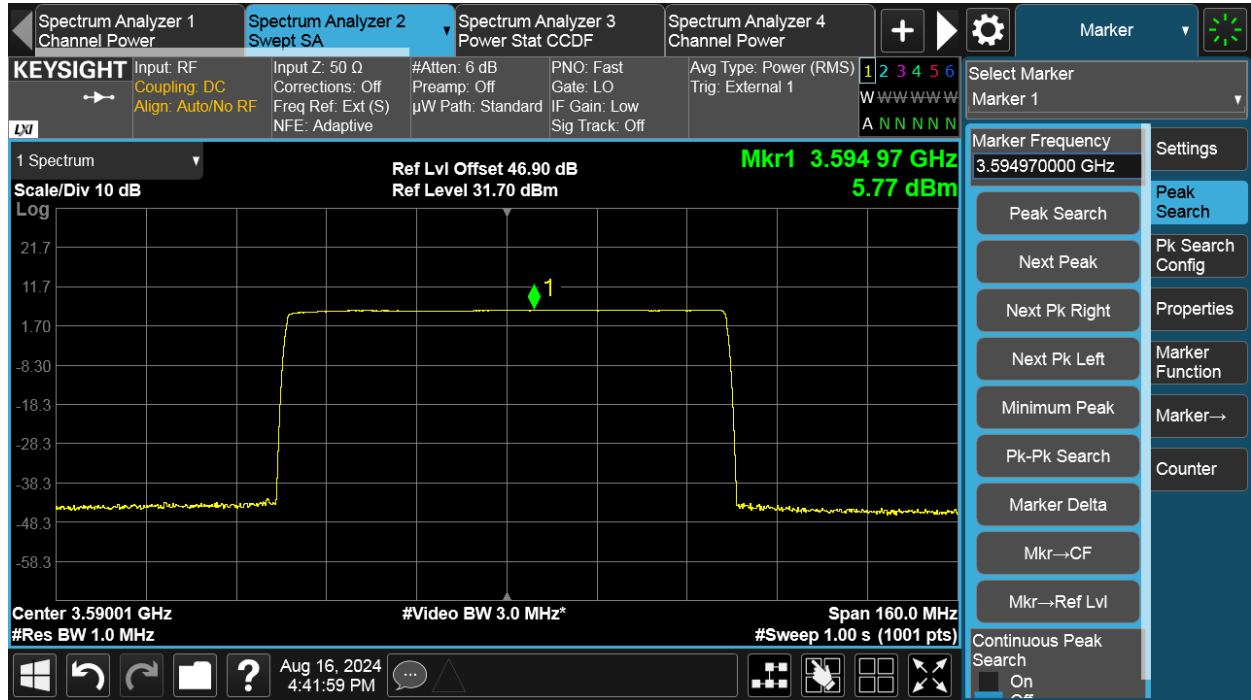 Spectrum Analyzer 1
Channel Power
Spectrum Analyzer 2
Swept SA
Spectrum Analyzer 3
Power Stat CCDF
Spectrum Analyzer 4
Channel Power
Marker
KEYSIGHT
LXI
Input: RF
Coupling: DC
Align: Auto/No RF
Input Z: 50 Ω
Corrections: Off
Freq Ref: Ext (S)
NFE: Adaptive
#Atten: 6 dB
Preamp: Off
µW Path: Standard
PNO: Fast
Gate: LO
IF Gain: Low
Sig Track: Off
Avg Type: Power (RMS)
Trig: External 1
1 2 3 4 5 6
W W W W W W
A N N N N N
Select Marker
Marker 1
1 Spectrum
Scale/Div 10 dB
Log
Ref Lvl Offset 46.90 dB
Ref Level 31.70 dBm
Mkr1 3.594 97 GHz
5.77 dBm
21.7
11.7
1.70
-8.30
-18.3
-28.3
-38.3
-48.3
-58.3
1
Center 3.59001 GHz
#Res BW 1.0 MHz
#Video BW 3.0 MHz*
Span 160.0 MHz
#Sweep 1.00 s (1001 pts)
Marker Frequency
3.594970000 GHz
Peak Search
Next Peak
Next Pk Right
Next Pk Left
Minimum Peak
Pk-Pk Search
Marker Delta
Mkr→CF
Mkr→Ref Lvl
Continuous Peak
Search
On
Off
Settings
Peak
Search
Pk Search
Config
Properties
Marker
Function
Marker→
Counter
?
Aug 16, 2024
4:41:59 PM